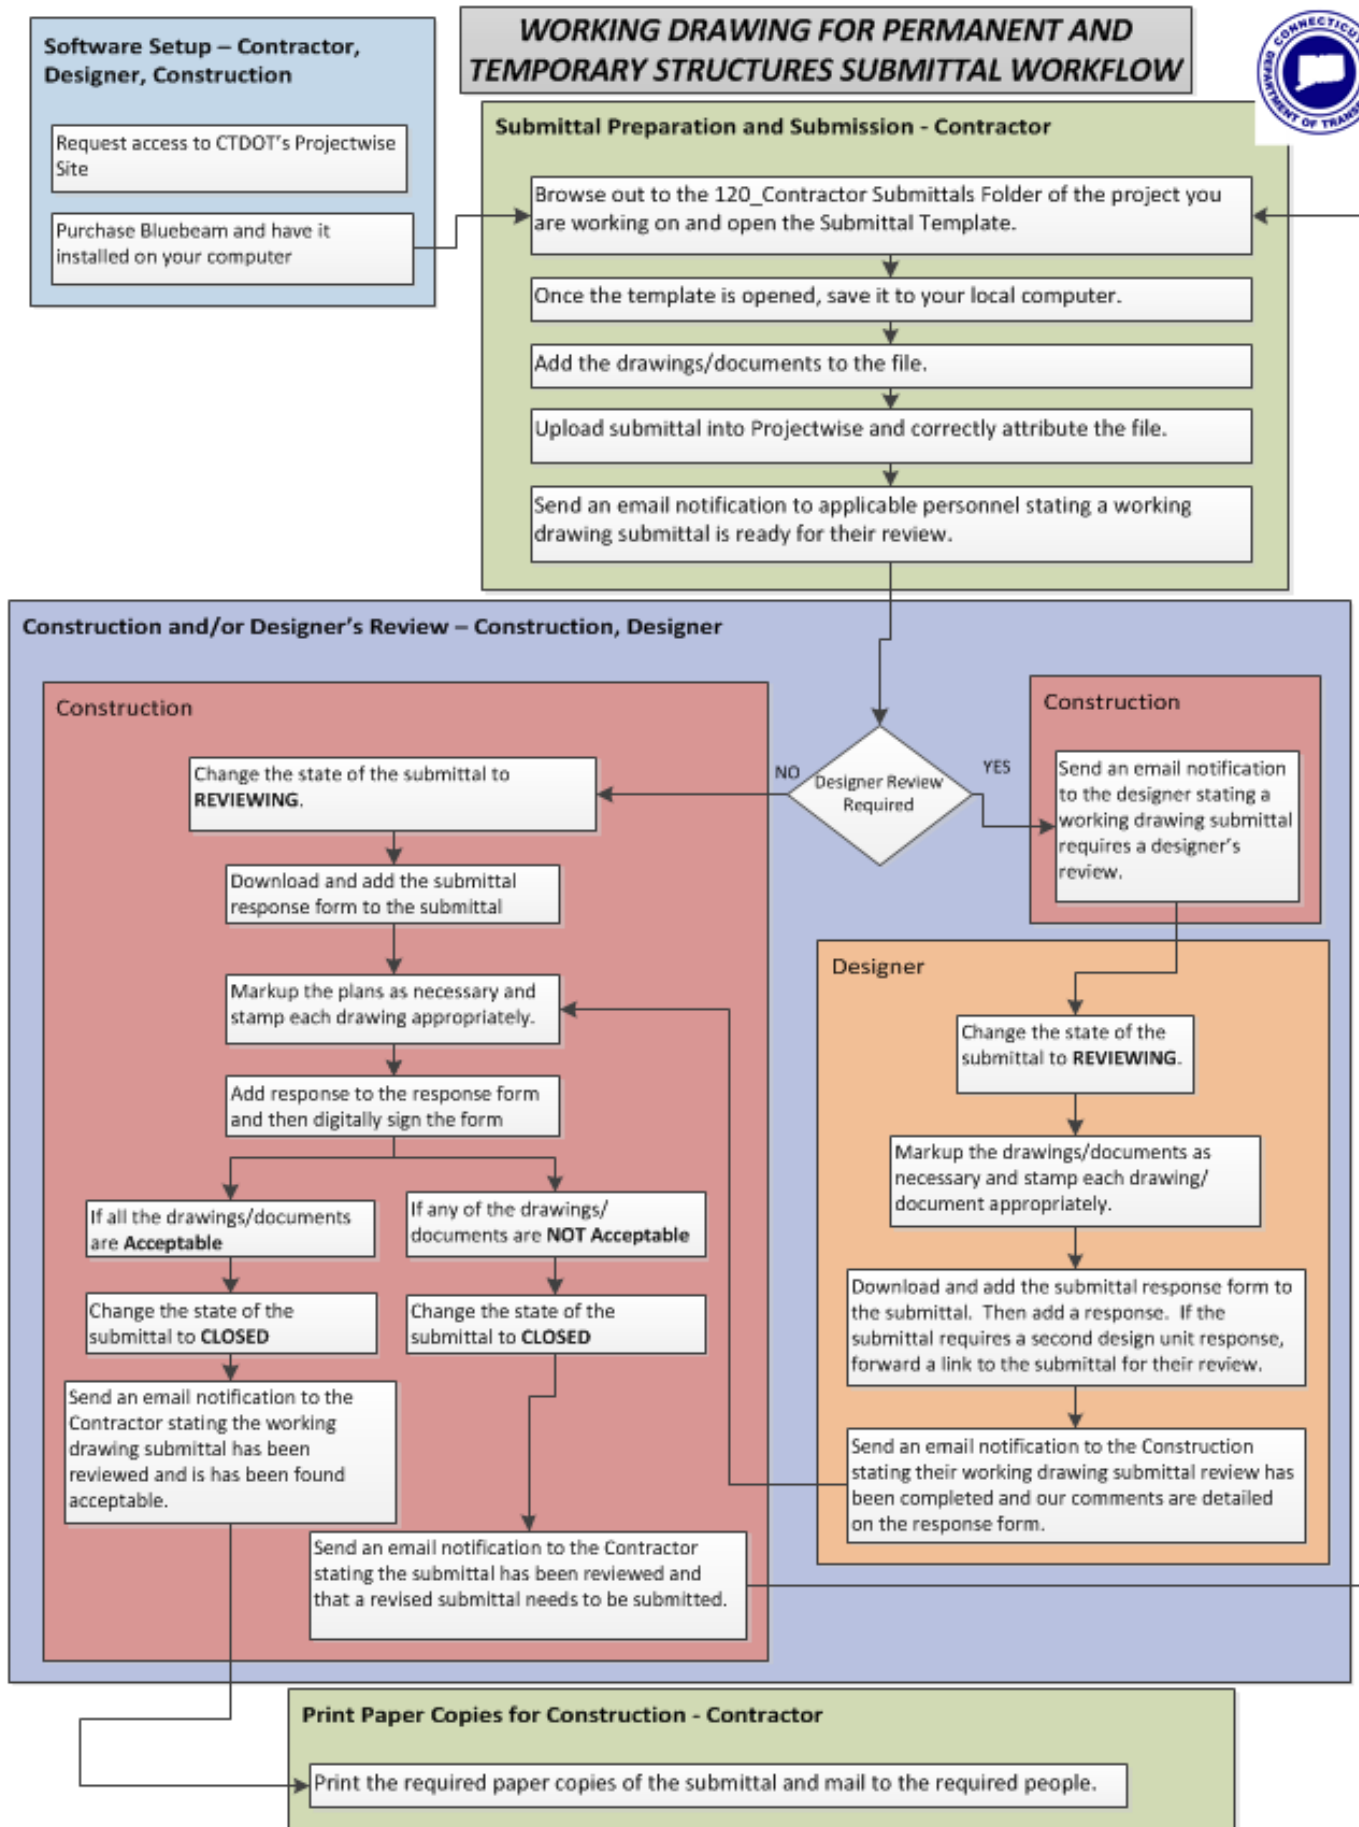 WORKING DRAWING FOR PERMANENT AND
TEMPORARY STRUCTURES SUBMITTAL WORKFLOW
CONNECTICUT
DEPARTMENT OF TRANS
Software Setup – Contractor,
Designer, Construction
Request access to CTDOT's Projectwise
Site
Purchase Bluebeam and have it
installed on your computer
Submittal Preparation and Submission - Contractor
Browse out to the 120_Contractor Submittals Folder of the project you
are working on and open the Submittal Template.
Once the template is opened, save it to your local computer.
Add the drawings/documents to the file.
Upload submittal into Projectwise and correctly attribute the file.
Send an email notification to applicable personnel stating a working
drawing submittal is ready for their review.
Construction and/or Designer's Review – Construction, Designer
Designer Review
Required
NO
YES
Construction
Change the state of the submittal to
REVIEWING.
Download and add the submittal
response form to the submittal
Markup the plans as necessary and
stamp each drawing appropriately.
Add response to the response form
and then digitally sign the form
If all the drawings/documents
are Acceptable
Change the state of the
submittal to CLOSED
Send an email notification to the
Contractor stating the working
drawing submittal has been
reviewed and is has been found
acceptable.
If any of the drawings/
documents are NOT Acceptable
Change the state of the
submittal to CLOSED
Send an email notification to the Contractor
stating the submittal has been reviewed and
that a revised submittal needs to be submitted.
Construction
Send an email notification
to the designer stating a
working drawing submittal
requires a designer's
review.
Designer
Change the state of the
submittal to REVIEWING.
Markup the drawings/documents as
necessary and stamp each drawing/
document appropriately.
Download and add the submittal response form to
the submittal. Then add a response. If the
submittal requires a second design unit response,
forward a link to the submittal for their review.
Send an email notification to the Construction
stating their working drawing submittal review has
been completed and our comments are detailed
on the response form.
Print Paper Copies for Construction - Contractor
Print the required paper copies of the submittal and mail to the required people.